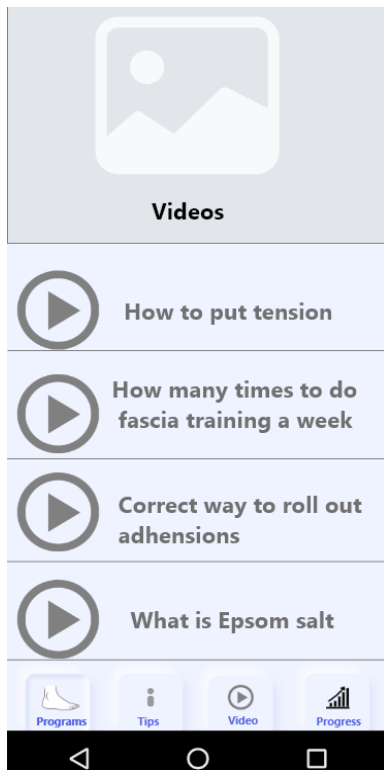 Videos
How to put tension
How many times to do
fascia training a week
Correct way to roll out
adhensions
What is Epsom salt
Programs
Tips
Video
Progress